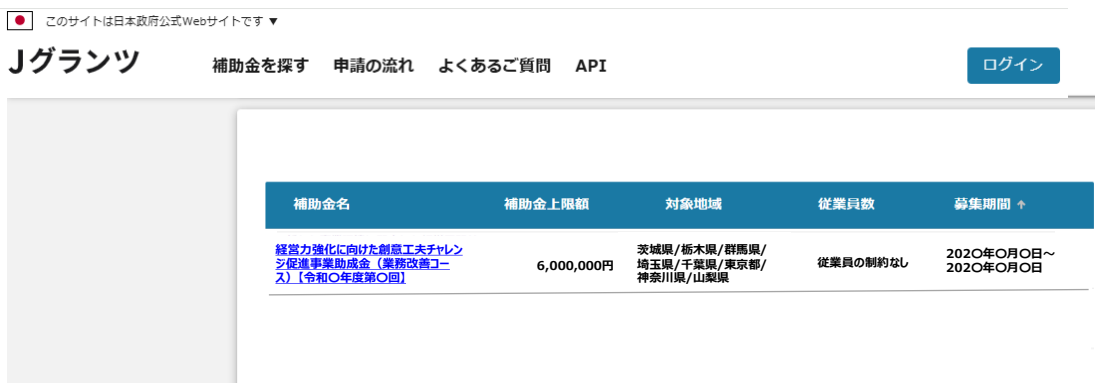 このサイトは日本政府公式Webサイトです ▼
Jグランツ
補助金を探す 申請の流れ よくあるご質問 API
ログイン
補助金名 補助金上限額 対象地域 従業員数 募集期間 ↑
経営力強化に向けた創意工夫チャレン
ジ促進事業助成金（業務改善コー
ス）【令和〇年度第〇回】
6,000,000円
茨城県/栃木県/群馬県/
埼玉県/千葉県/東京都/
神奈川県/山梨県
従業員の制約なし
202〇年〇月〇日～
202〇年〇月〇日